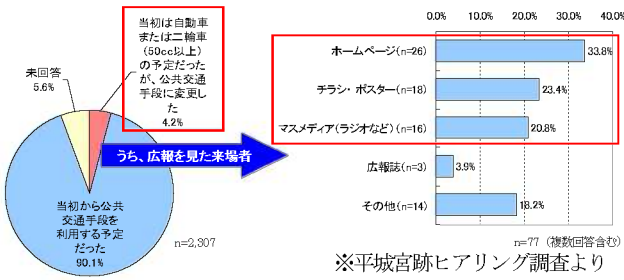 当初は自動車
または二輪車
(50cc以上)
の予定だった
が、公共交通
手段に変更し
た
4.2%
未回答
5.6%
うち、広報を見た来場者
当初から公共
交通手段を
利用する予定
だった
90.1%
n=2,307
0.0% 10.0% 20.0% 30.0% 40.0%
ホームページ(n=26) 33.8%
チラシ・ポスター(n=18) 23.4%
マスメディア(ラジオなど)(n=16) 20.8%
広報誌(n=3) 3.9%
その他(n=14) 18.2%
n=77 (複数回答含む)
※平城宮跡ヒアリング調査より